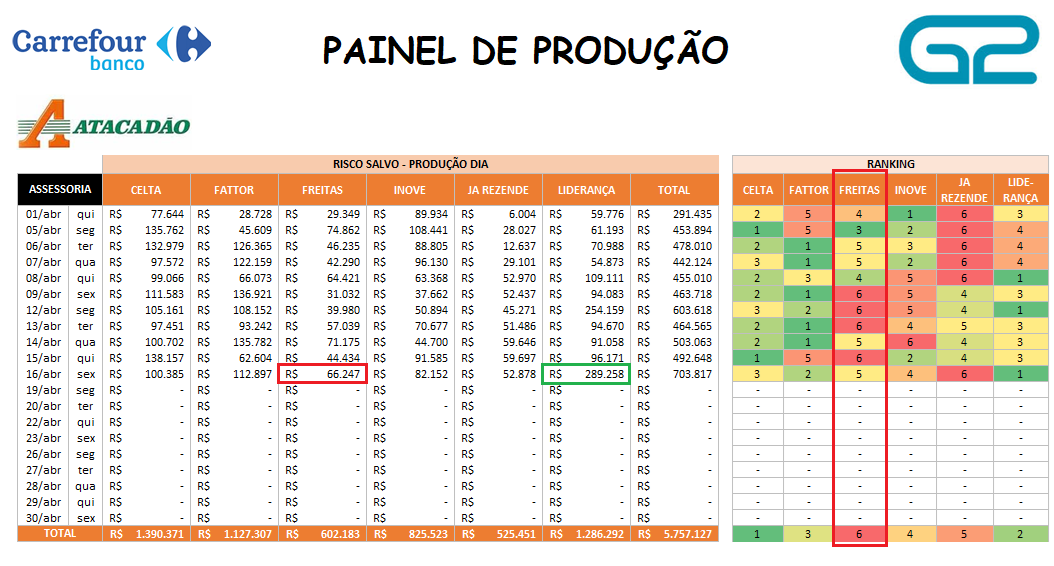 Carrefour
banco
PAINEL DE PRODUÇÃO
G2
ATACADÃO
RISCO SALVO - PRODUÇÃO DIA
ASSESSORIA CELTA FATTOR FREITAS INOVE JA REZENDE LIDERANÇA TOTAL
01/abr qui R$ 77.644 R$ 28.728 R$ 29.349 R$ 89.934 R$ 6.004 R$ 59.776 R$ 291.435
05/abr seg R$ 135.762 R$ 45.609 R$ 74.862 R$ 108.441 R$ 28.027 R$ 61.193 R$ 453.894
06/abr ter R$ 132.979 R$ 126.365 R$ 46.235 R$ 88.805 R$ 12.637 R$ 70.988 R$ 478.010
07/abr qua R$ 97.572 R$ 122.159 R$ 42.290 R$ 96.130 R$ 29.101 R$ 54.873 R$ 442.124
08/abr qui R$ 99.066 R$ 66.073 R$ 64.421 R$ 63.368 R$ 52.970 R$ 109.111 R$ 455.010
09/abr sex R$ 111.583 R$ 136.921 R$ 31.032 R$ 37.662 R$ 52.437 R$ 94.083 R$ 463.718
12/abr seg R$ 105.161 R$ 108.152 R$ 39.980 R$ 50.894 R$ 45.271 R$ 254.159 R$ 603.618
13/abr ter R$ 97.451 R$ 93.242 R$ 57.039 R$ 70.677 R$ 51.486 R$ 94.670 R$ 464.565
14/abr qua R$ 100.702 R$ 135.782 R$ 71.175 R$ 44.700 R$ 59.646 R$ 91.058 R$ 503.063
15/abr qui R$ 138.157 R$ 62.604 R$ 44.434 R$ 91.585 R$ 59.697 R$ 96.171 R$ 492.648
16/abr sex R$ 100.385 R$ 112.897 R$ 66.247 R$ 82.152 R$ 52.878 R$ 289.258 R$ 703.817
19/abr seg R$ - R$ - R$ - R$ - R$ - R$ - R$ -
20/abr ter R$ - R$ - R$ - R$ - R$ - R$ - R$ -
22/abr qui R$ - R$ - R$ - R$ - R$ - R$ - R$ -
23/abr sex R$ - R$ - R$ - R$ - R$ - R$ - R$ -
26/abr seg R$ - R$ - R$ - R$ - R$ - R$ - R$ -
27/abr ter R$ - R$ - R$ - R$ - R$ - R$ - R$ -
28/abr qua R$ - R$ - R$ - R$ - R$ - R$ - R$ -
29/abr qui R$ - R$ - R$ - R$ - R$ - R$ - R$ -
30/abr sex R$ - R$ - R$ - R$ - R$ - R$ - R$ -
TOTAL R$ 1.390.371 R$ 1.127.307 R$ 602.183 R$ 825.523 R$ 525.451 R$ 1.286.292 R$ 5.757.127
RANKING
CELTA FATTOR FREITAS INOVE JA REZENDE LIDE-RANÇA
2 5 4 1 6 3
1 5 3 2 6 4
2 1 5 3 6 4
3 1 5 2 6 4
2 3 4 5 6 1
2 1 6 5 4 3
3 2 6 4 5 1
2 1 6 4 5 3
2 1 5 6 4 3
1 5 6 2 4 3
3 2 5 4 6 1
- - - - - -
- - - - - -
- - - - - -
- - - - - -
- - - - - -
- - - - - -
- - - - - -
- - - - - -
- - - - - -
1 3 6 4 5 2